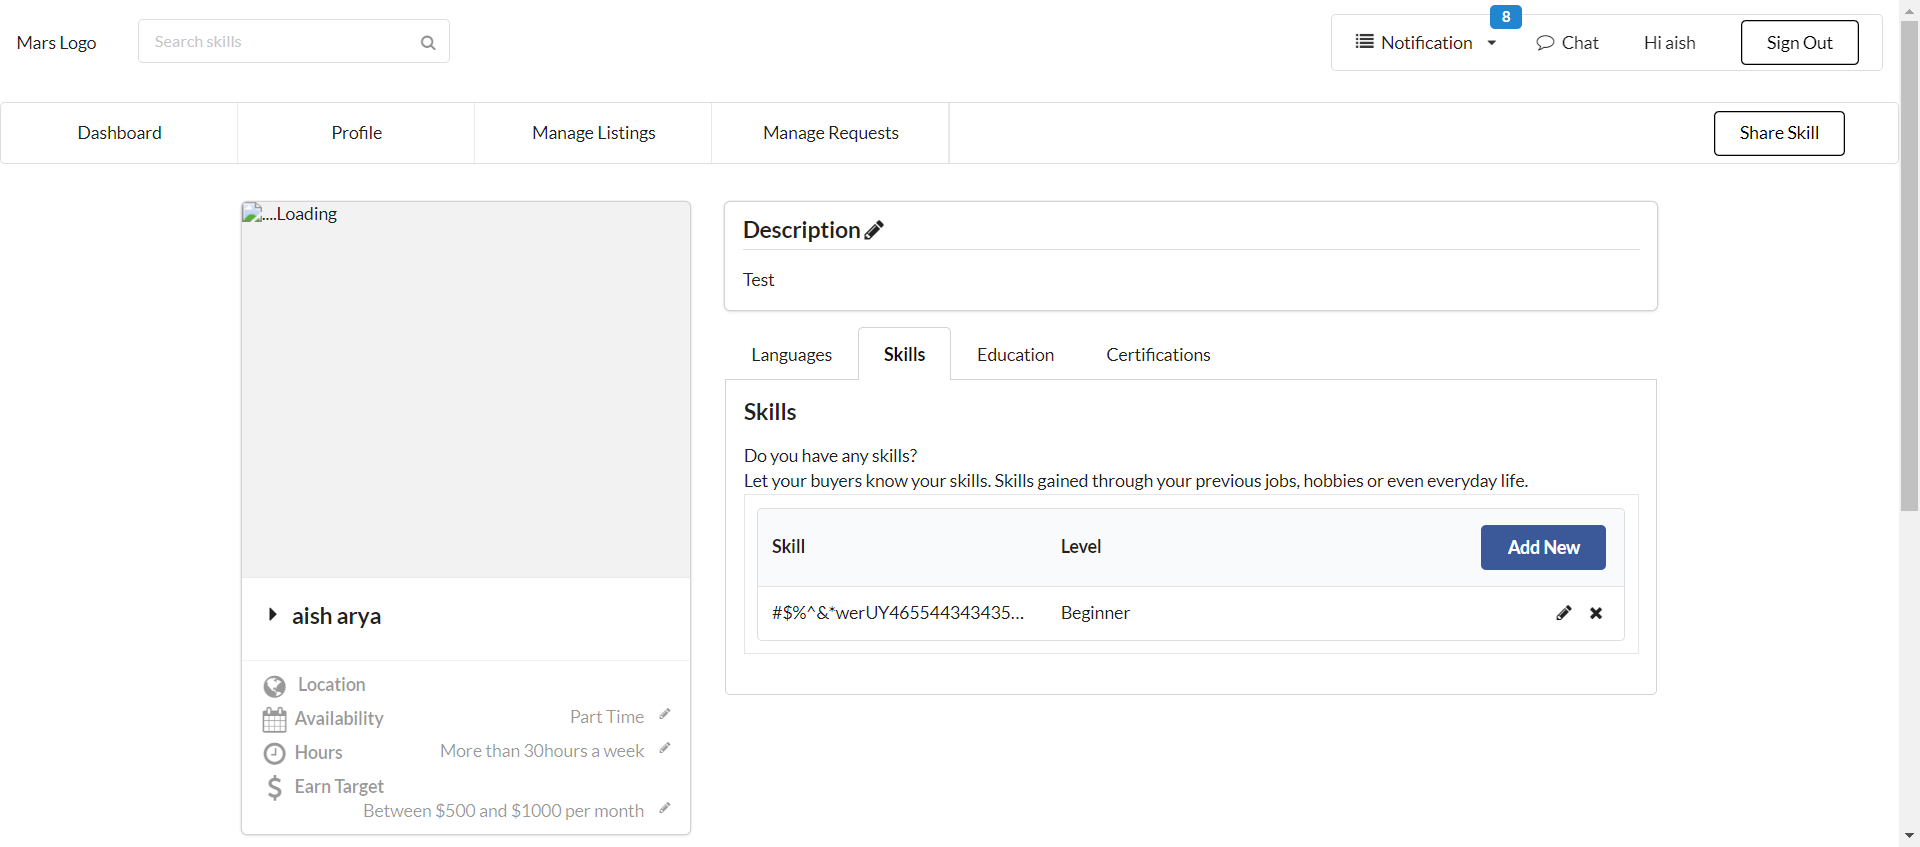 Mars Logo
Search skills
8
Notification
Chat
Hi aish
Sign Out
Dashboard
Profile
Manage Listings
Manage Requests
Share Skill
....Loading
aish arya
Location
Availability
Part Time
Hours
More than 30hours a week
Earn Target
Between $500 and $1000 per month
Description
Test
Languages
Skills
Education
Certifications
Skills
Do you have any skills?
Let your buyers know your skills. Skills gained through your previous jobs, hobbies or even everyday life.
Skill
Level
Add New
#$%^&*werUY465544343435...
Beginner